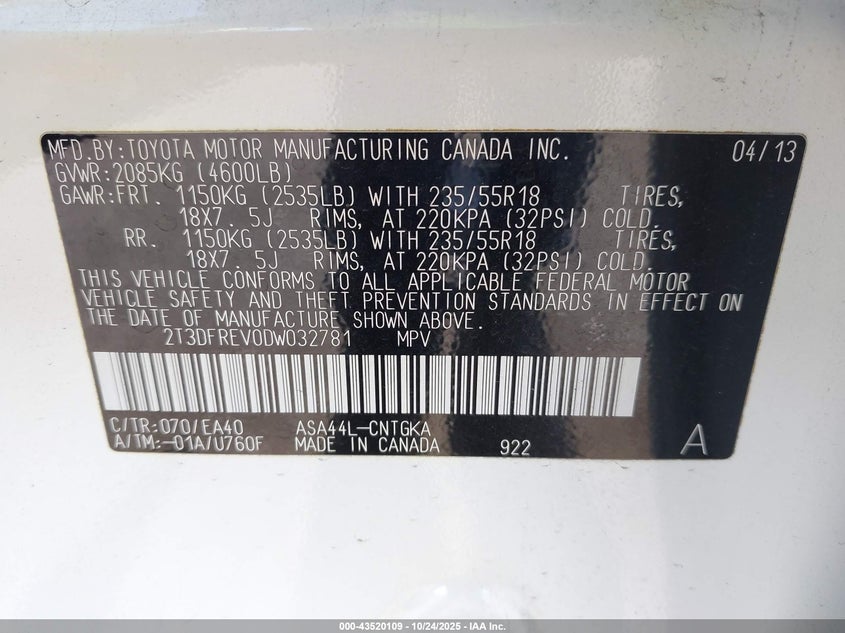 MFD.BY:TOYOTA MOTOR MANUFACTURING CANADA INC. 04/13
GVWR:2085KG (4600LB)
GAWR:FRT. 1150KG (2535LB) WITH 235/55R18 TIRES,
18X7. 5J RIMS, AT 220KPA (32PSI) COLD.
RR. 1150KG (2535LB) WITH 235/55R18 TIRES,
18X7. 5J RIMS, AT 220KPA (32PSI) COLD.
THIS VEHICLE CONFORMS TO ALL APPLICABLE FEDERAL MOTOR
VEHICLE SAFETY AND THEFT PREVENTION STANDARDS IN EFFECT ON
THE DATE OF MANUFACTURE SHOWN ABOVE.
2T3DFREV0DW032781 MPV
C/TR:070/EA40 ASA44L-CNTGKA
A/TM:-01A/U760F MADE IN CANADA 922 A
000-43520109 - 10/24/2025 - IAA Inc.